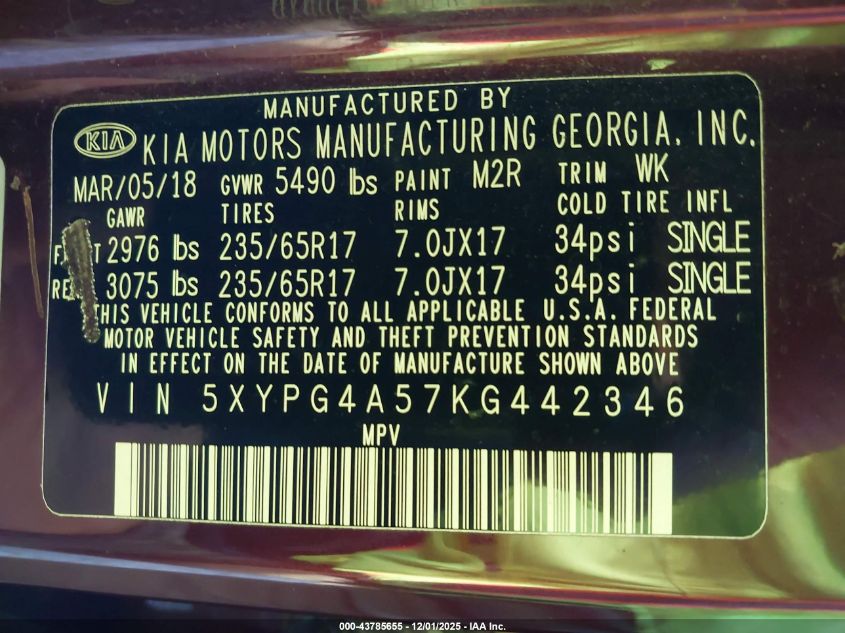 MANUFACTURED BY
KIA KIA MOTORS MANUFACTURING GEORGIA, INC.
MAR/05/18 GVWR 5490 lbs PAINT M2R TRIM WK
GAWR TIRES RIMS COLD TIRE INFL
2976 lbs 235/65R17 7.0JX17 34psi SINGLE
3075 lbs 235/65R17 7.0JX17 34psi SINGLE
THIS VEHICLE CONFORMS TO ALL APPLICABLE U.S.A. FEDERAL
MOTOR VEHICLE SAFETY AND THEFT PREVENTION STANDARDS
IN EFFECT ON THE DATE OF MANUFACTURE SHOWN ABOVE
VIN 5XYPG4A57KG442346
MPV
000-43785655 - 12/01/2025 - IAA Inc.